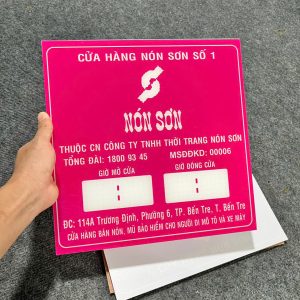 CỬA HÀNG NÓN SƠN SỐ 1
NÓN SƠN
THUỘC CN CÔNG TY TNHH THỜI TRANG NÓN SƠN
TỔNG ĐÀI: 1800 93 45 MSĐĐKD: 00006
GIỜ MỞ CỬA GIỜ ĐÓNG CỬA
: :
ĐC: 114A Trương Định, Phường 6, TP. Bến Tre, T. Bến Tre
CỬA HÀNG BÁN NÓN, MŨ BẢO HIỂM CHO NGƯỜI ĐI MÔ TÔ VÀ XE MÁY